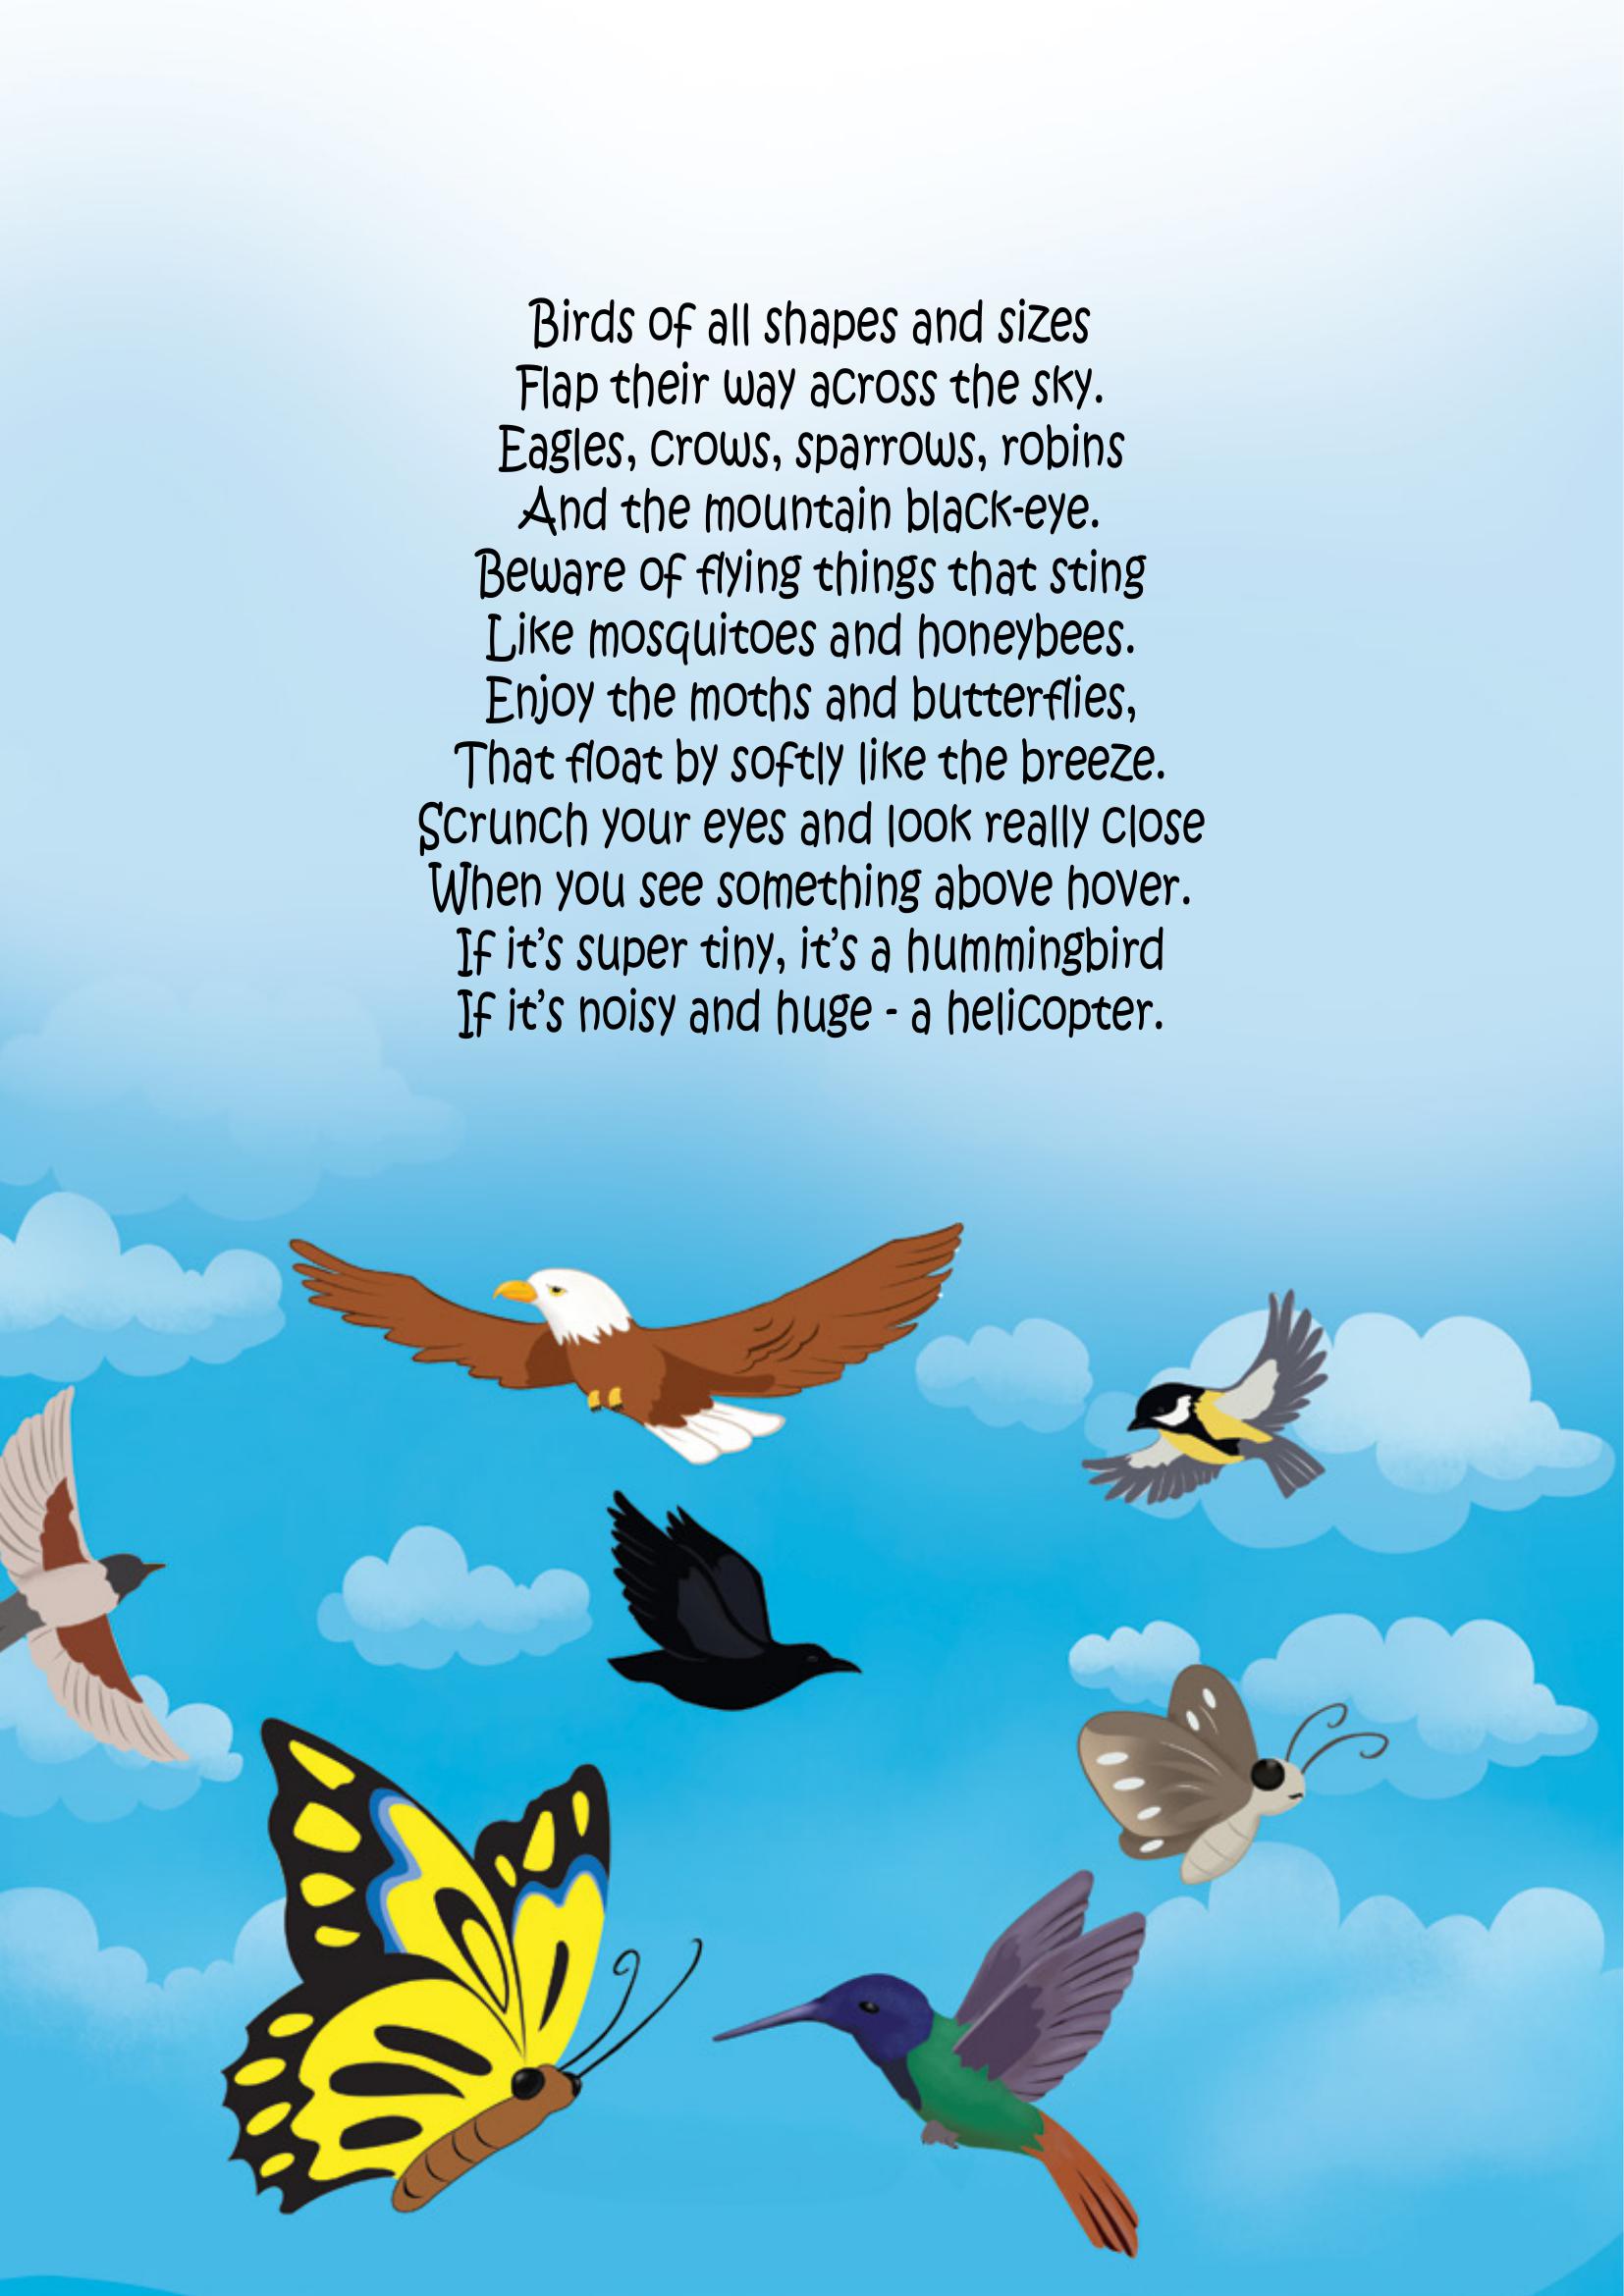 Birds of all shapes and sizes
Flap their way across the sky.
Eagles, crows, sparrows, robins
And the mountain black-eye.
Beware of flying things that sting
Like mosquitoes and honeybees.
Enjoy the moths and butterflies,
That float by softly like the breeze.
Scrunch your eyes and look really close
When you see something above hover.
If it’s super tiny, it’s a hummingbird
If it’s noisy and huge - a helicopter.